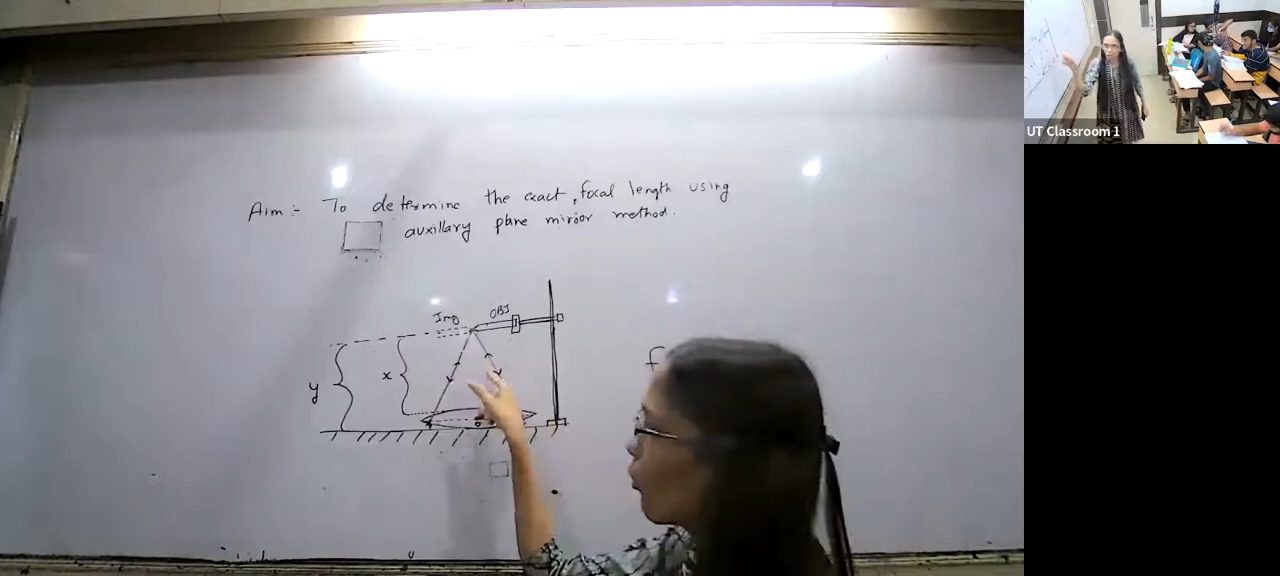 Aim :- To determine the exact, focal length using
auxillary plane mirror method.
Img OBJ
x
y
o
f
UT Classroom 1